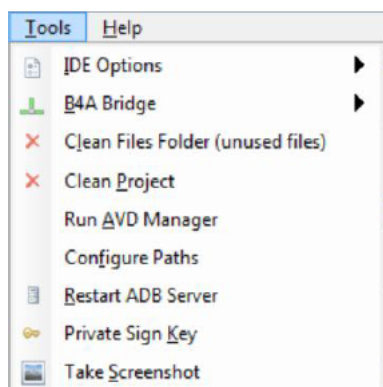 Tools Help
IDE Options
B4A Bridge
Clean Files Folder (unused files)
Clean Project
Run AVD Manager
Configure Paths
Restart ADB Server
Private Sign Key
Take Screenshot